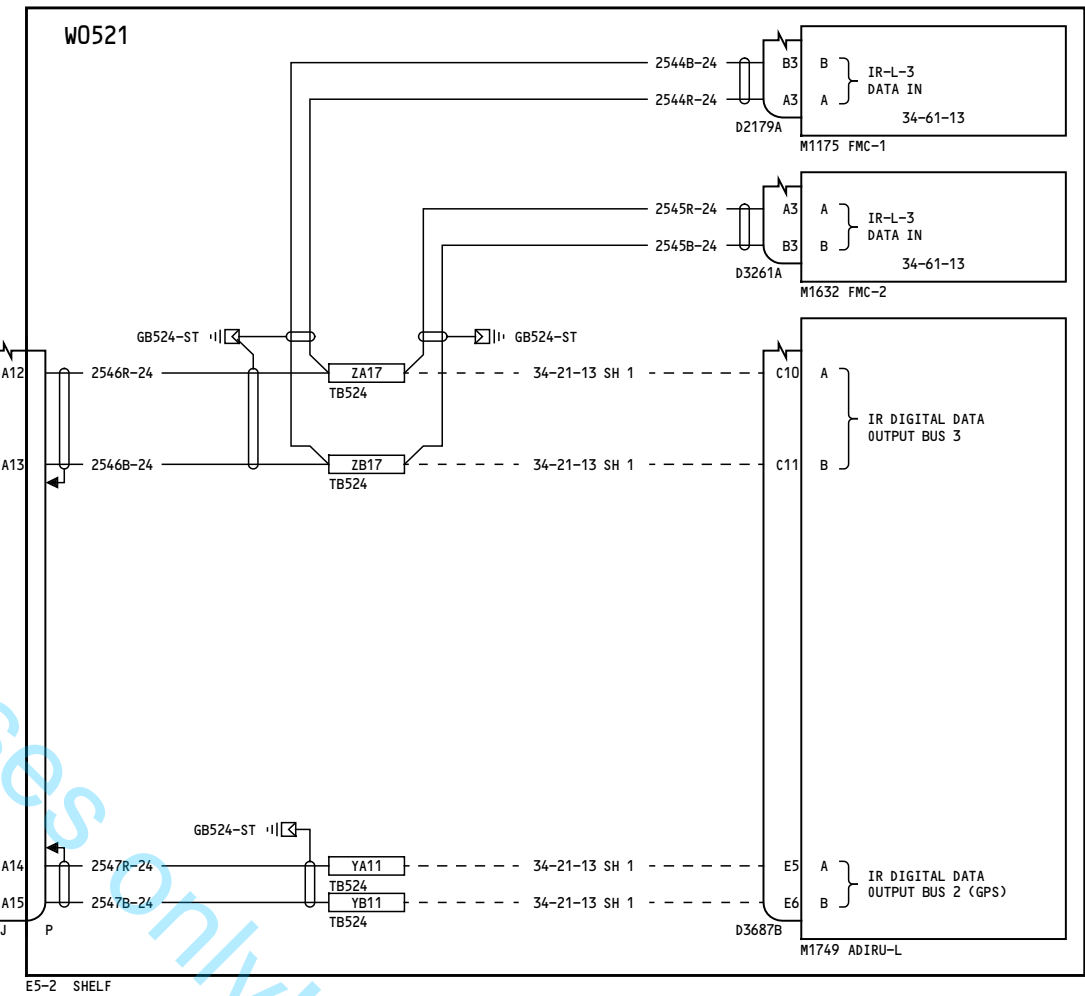 W0521
2544B-24 B3 B IR-L-3
2544R-24 A3 A DATA IN
34-61-13
D2179A
M1175 FMC-1
2545R-24 A3 A IR-L-3
2545B-24 B3 B DATA IN
34-61-13
D3261A
M1632 FMC-2
GB524-ST GB524-ST
A12 2546R-24 ZA17 34-21-13 SH 1 C10 A
TB524
IR DIGITAL DATA
OUTPUT BUS 3
A13 2546B-24 ZB17 34-21-13 SH 1 C11 B
TB524
GB524-ST
A14 2547R-24 YA11 34-21-13 SH 1 E5 A
TB524
IR DIGITAL DATA
OUTPUT BUS 2 (GPS)
A15 2547B-24 YB11 34-21-13 SH 1 E6 B
TB524
J P
D3687B
M1749 ADIRU-L
E5-2 SHELF
ses only